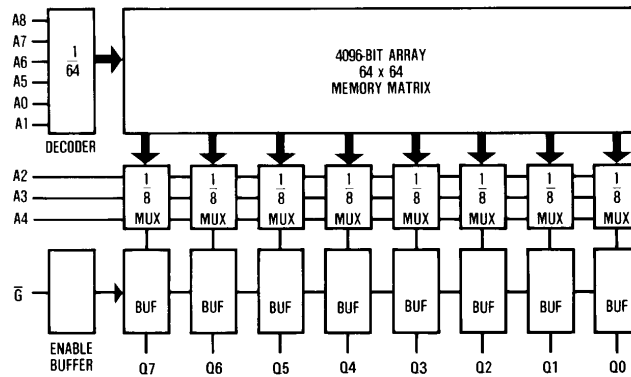 A8
A7
A6
A5
A0
A1
1
64
DECODER
4096-BIT ARRAY
64 x 64
MEMORY MATRIX
A2
A3
A4
1
8
MUX
1
8
MUX
1
8
MUX
1
8
MUX
1
8
MUX
1
8
MUX
1
8
MUX
1
8
MUX
G̅
ENABLE
BUFFER
BUF
BUF
BUF
BUF
BUF
BUF
BUF
BUF
Q7
Q6
Q5
Q4
Q3
Q2
Q1
Q0